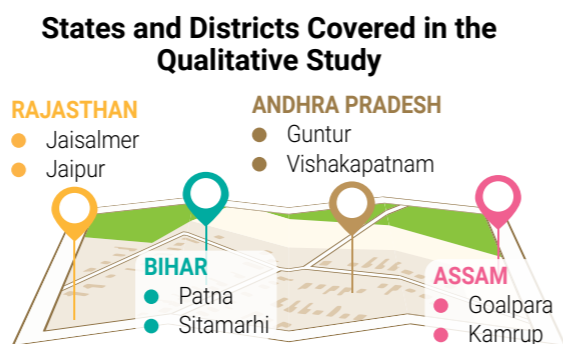 States and Districts Covered in the
Qualitative Study
RAJASTHAN
Jaisalmer
Jaipur
ANDHRA PRADESH
Guntur
Vishakapatnam
BIHAR
Patna
Sitamarhi
ASSAM
Goalpara
Kamrup